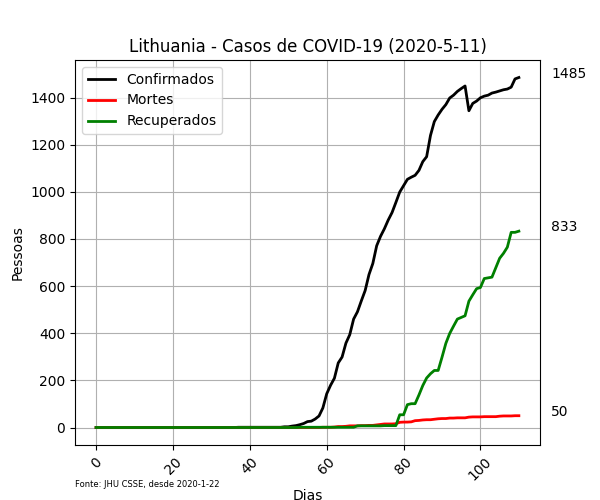 Lithuania - Casos de COVID-19 (2020-5-11)
Confirmados
Mortes
Recuperados
Pessoas
1400
1200
1000
800
600
400
200
0
1485
833
50
0
20
40
60
80
100
Fonte: JHU CSSE, desde 2020-1-22
Dias